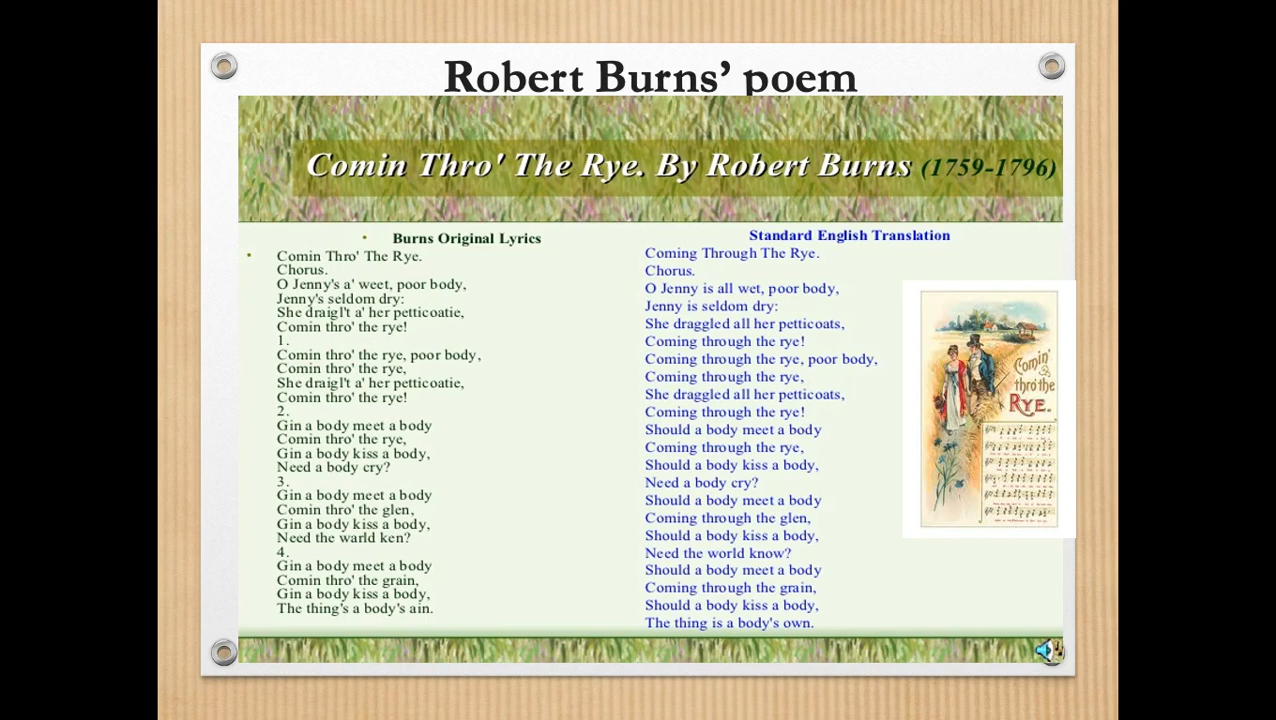 Robert Burns’ poem
Comin Thro' The Rye. By Robert Burns (1759-1796)
Burns Original Lyrics
Comin Thro' The Rye.
Chorus.
O Jenny's a' weet, poor body,
Jenny's seldom dry:
She draigl't a' her petticoatie,
Comin thro' the rye!
1.
Comin thro' the rye, poor body,
Comin thro' the rye,
She draigl't a' her petticoatie,
Comin thro' the rye!
2.
Gin a body meet a body
Comin thro' the rye,
Gin a body kiss a body,
Need a body cry?
3.
Gin a body meet a body
Comin thro' the glen,
Gin a body kiss a body,
Need the warld ken?
4.
Gin a body meet a body
Comin thro' the grain,
Gin a body kiss a body,
The thing's a body's ain.
Standard English Translation
Coming Through The Rye.
Chorus.
O Jenny is all wet, poor body,
Jenny is seldom dry:
She draggled all her petticoats,
Coming through the rye!
Coming through the rye, poor body,
Coming through the rye,
She draggled all her petticoats,
Coming through the rye!
Should a body meet a body
Coming through the rye,
Should a body kiss a body,
Need a body cry?
Should a body meet a body
Coming through the glen,
Should a body kiss a body,
Need the world know?
Should a body meet a body
Coming through the grain,
Should a body kiss a body,
The thing is a body's own.
Comin'
thro' the
RYE.